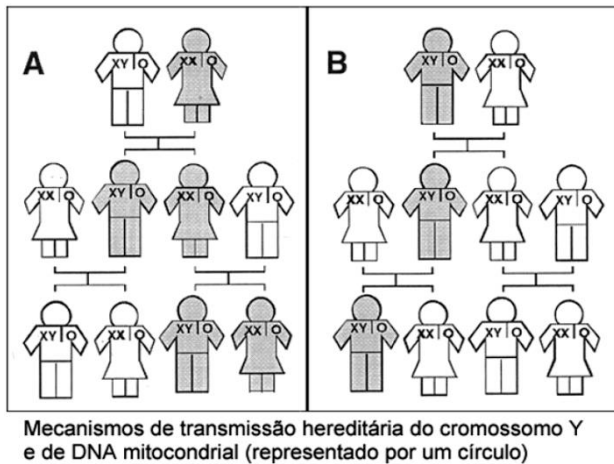 A
B
XY O XX O XY O XX O
XX O XY O XX O XY O XX O XY O XX O XY O
XY O XX O XY O XX O XY O XX O XY O XX O
Mecanismos de transmissão hereditária do cromossomo Y
e de DNA mitocondrial (representado por um círculo)